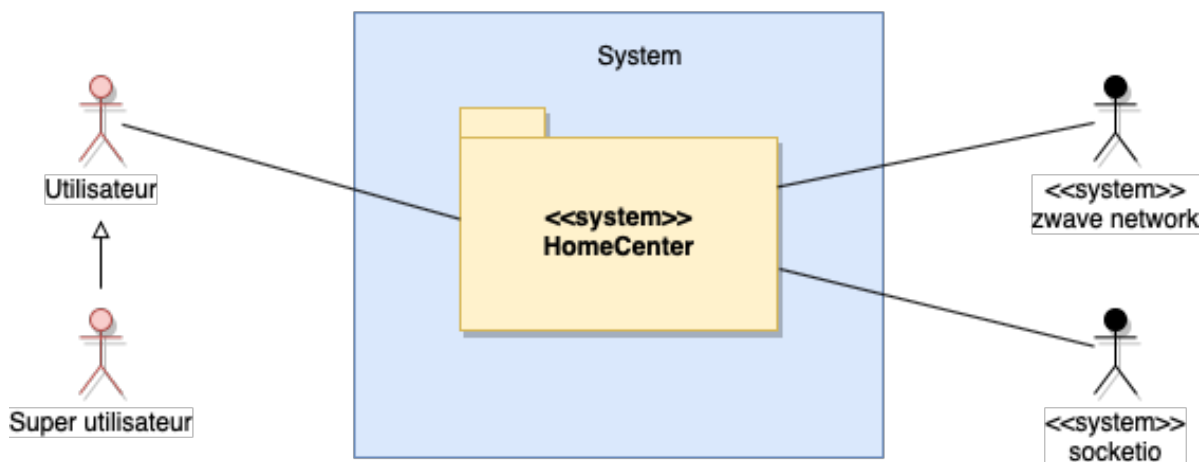 System
Utilisateur
<<system>>
HomeCenter
<<system>>
zwave network
Super utilisateur
<<system>>
socketio